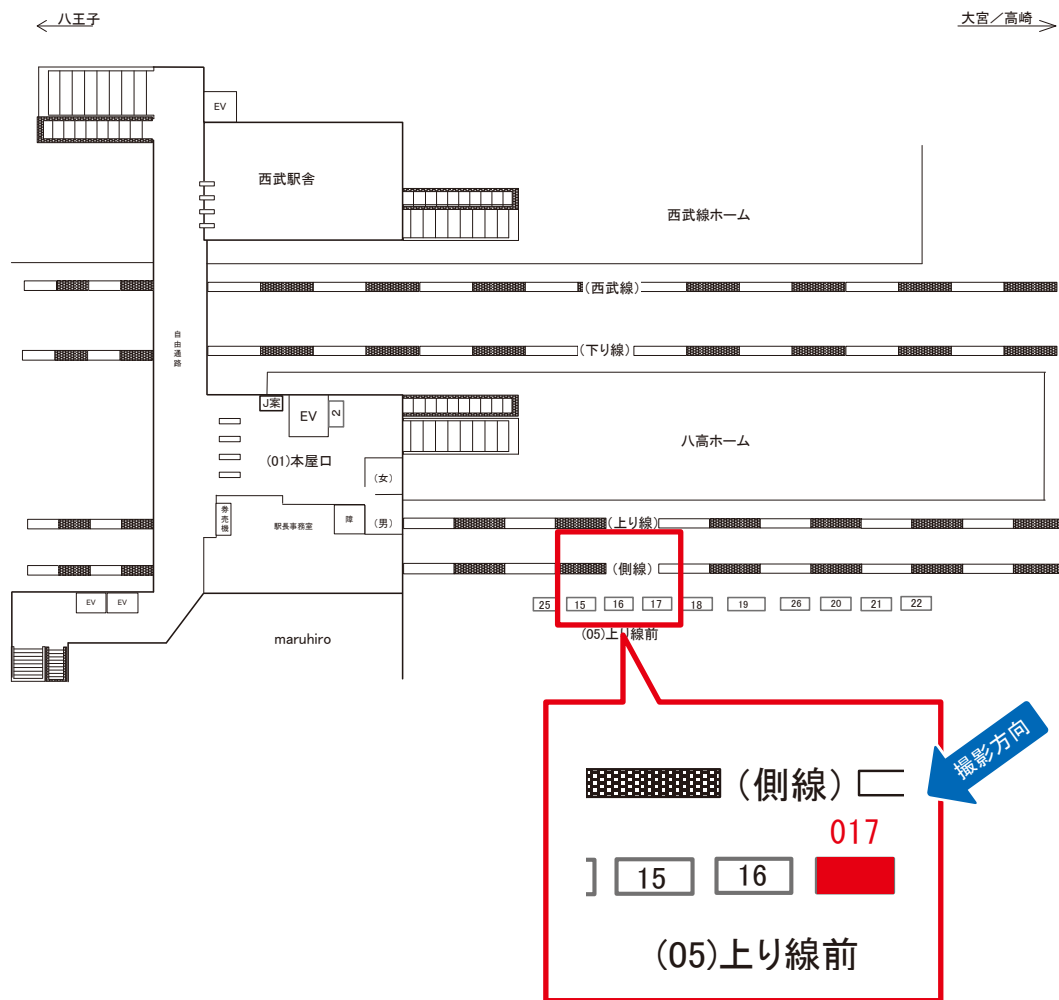 八王子
大宮／高崎
EV
西武駅舎
西武線ホーム
(西武線)
自由通路
(下り線)
J案
EV
2
八高ホーム
(01)本屋口
(女)
券売機
駅長事務室
障
(男)
(上り線)
(側線)
EV
EV
25
15
16
17
18
19
26
20
21
22
maruhiro
(05)上り線前
撮影方向
(側線)
017
15
16
(05)上り線前